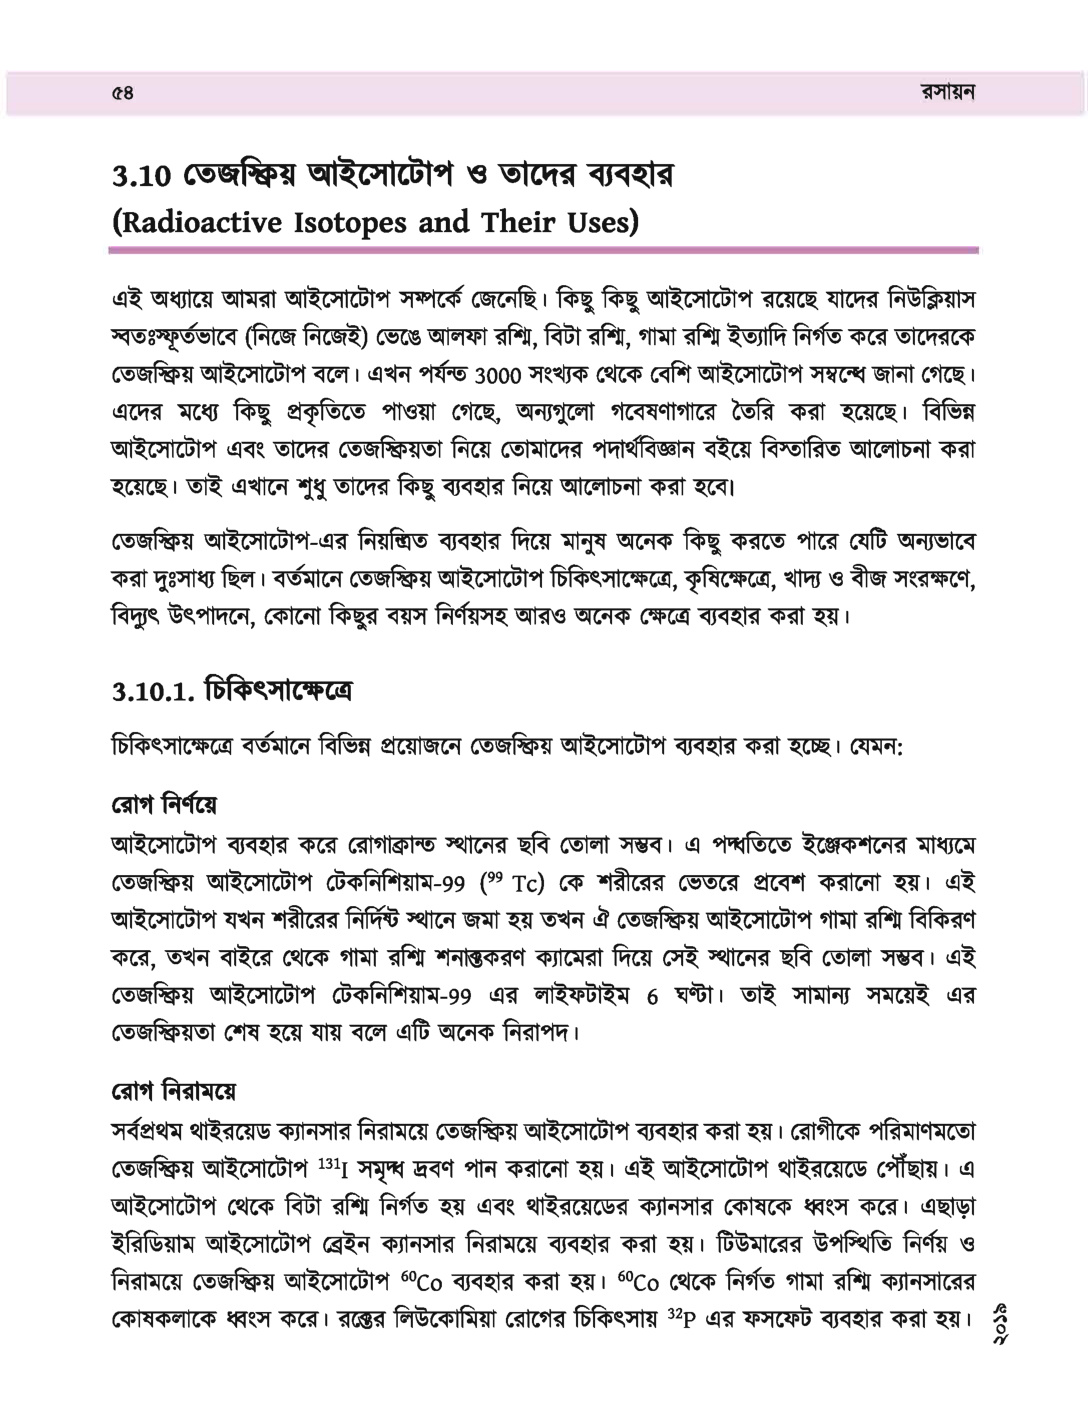 ৫৪
রসায়ন
3.10 তেজস্ক্রিয় আইসোটোপ ও তাদের ব্যবহার
(Radioactive Isotopes and Their Uses)
এই অধ্যায়ে আমরা আইসোটোপ সম্পর্কে জেনেছি। কিছু কিছু আইসোটোপ রয়েছে যাদের নিউক্লিয়াস
স্বতঃস্ফূর্তভাবে (নিজে নিজেই) ভেঙে আলফা রশ্মি, বিটা রশ্মি, গামা রশ্মি ইত্যাদি নির্গত করে তাদেরকে
তেজস্ক্রিয় আইসোটোপ বলে। এখন পর্যন্ত 3000 সংখ্যক থেকে বেশি আইসোটোপ সম্বন্ধে জানা গেছে।
এদের মধ্যে কিছু প্রকৃতিতে পাওয়া গেছে, অন্যগুলো গবেষণাগারে তৈরি করা হয়েছে। বিভিন্ন
আইসোটোপ এবং তাদের তেজস্ক্রিয়তা নিয়ে তোমাদের পদার্থবিজ্ঞান বইয়ে বিস্তারিত আলোচনা করা
হয়েছে। তাই এখানে শুধু তাদের কিছু ব্যবহার নিয়ে আলোচনা করা হবে।
তেজস্ক্রিয় আইসোটোপ-এর নিয়ন্ত্রিত ব্যবহার দিয়ে মানুষ অনেক কিছু করতে পারে যেটি অন্যভাবে
করা দুঃসাধ্য ছিল। বর্তমানে তেজস্ক্রিয় আইসোটোপ চিকিৎসাক্ষেত্রে, কৃষিক্ষেত্রে, খাদ্য ও বীজ সংরক্ষণে,
বিদ্যুৎ উৎপাদনে, কোনো কিছুর বয়স নির্ণয়সহ আরও অনেক ক্ষেত্রে ব্যবহার করা হয়।
3.10.1. চিকিৎসাক্ষেত্রে
চিকিৎসাক্ষেত্রে বর্তমানে বিভিন্ন প্রয়োজনে তেজস্ক্রিয় আইসোটোপ ব্যবহার করা হচ্ছে। যেমন:
রোগ নির্ণয়ে
আইসোটোপ ব্যবহার করে রোগাক্রান্ত স্থানের ছবি তোলা সম্ভব। এ পদ্ধতিতে ইঞ্জেকশনের মাধ্যমে
তেজস্ক্রিয় আইসোটোপ টেকনিশিয়াম-99 (⁹⁹ Tc) কে শরীরের ভেতরে প্রবেশ করানো হয়। এই
আইসোটোপ যখন শরীরের নির্দিষ্ট স্থানে জমা হয় তখন ঐ তেজস্ক্রিয় আইসোটোপ গামা রশ্মি বিকিরণ
করে, তখন বাইরে থেকে গামা রশ্মি শনাক্তকরণ ক্যামেরা দিয়ে সেই স্থানের ছবি তোলা সম্ভব। এই
তেজস্ক্রিয় আইসোটোপ টেকনিশিয়াম-99 এর লাইফটাইম 6 ঘণ্টা। তাই সামান্য সময়েই এর
তেজস্ক্রিয়তা শেষ হয়ে যায় বলে এটি অনেক নিরাপদ।
রোগ নিরাময়ে
সর্বপ্রথম থাইরয়েড ক্যানসার নিরাময়ে তেজস্ক্রিয় আইসোটোপ ব্যবহার করা হয়। রোগীকে পরিমাণমতো
তেজস্ক্রিয় আইসোটোপ ¹³¹I সমৃদ্ধ দ্রবণ পান করানো হয়। এই আইসোটোপ থাইরয়েডে পৌঁছায়। এ
আইসোটোপ থেকে বিটা রশ্মি নির্গত হয় এবং থাইরয়েডের ক্যানসার কোষকে ধ্বংস করে। এছাড়া
ইরিডিয়াম আইসোটোপ ব্রেইন ক্যানসার নিরাময়ে ব্যবহার করা হয়। টিউমারের উপস্থিতি নির্ণয় ও
নিরাময়ে তেজস্ক্রিয় আইসোটোপ ⁶⁰Co ব্যবহার করা হয়। ⁶⁰Co থেকে নির্গত গামা রশ্মি ক্যানসারের
কোষকলাকে ধ্বংস করে। রক্তের লিউকোমিয়া রোগের চিকিৎসায় ³²P এর ফসফেট ব্যবহার করা হয়।
২০১৯